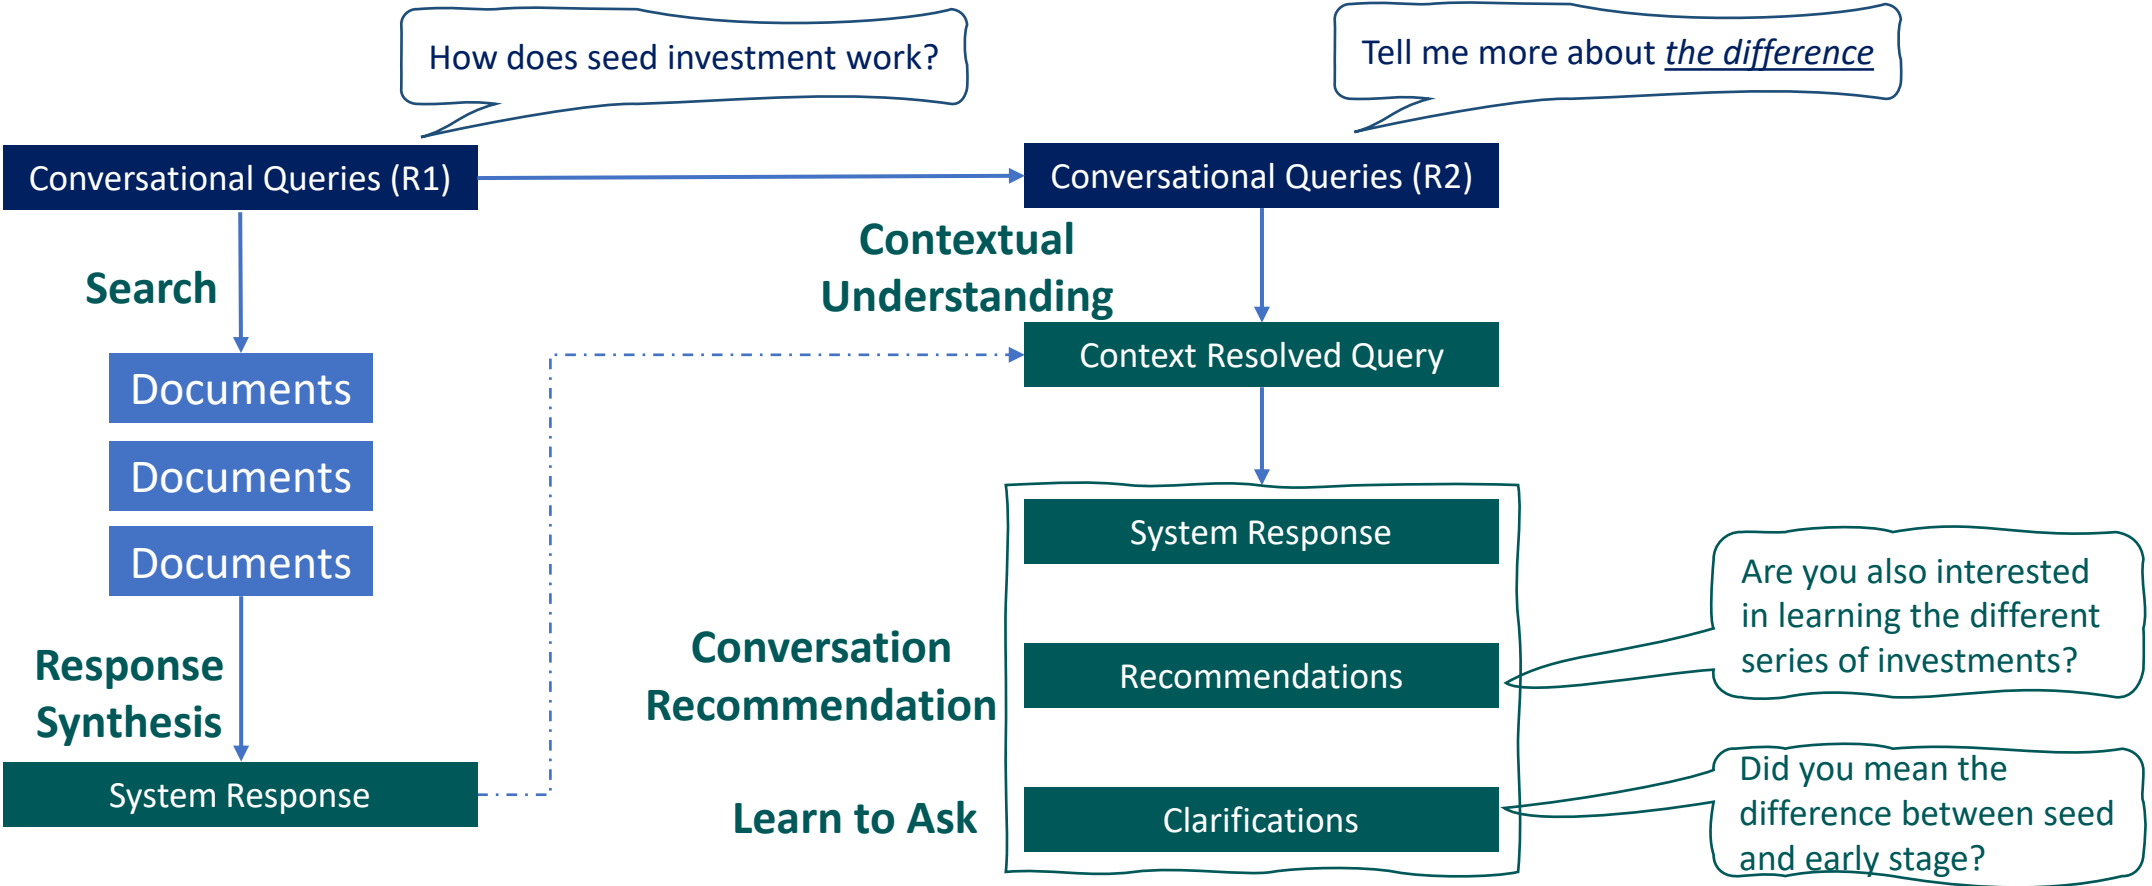 How does seed investment work?
Tell me more about the difference
Conversational Queries (R1)
Conversational Queries (R2)
Search
Contextual
Understanding
Context Resolved Query
Documents
Documents
Documents
Response
Synthesis
System Response
System Response
Conversation
Recommendation
Recommendations
Are you also interested
in learning the different
series of investments?
Learn to Ask
Clarifications
Did you mean the
difference between seed
and early stage?